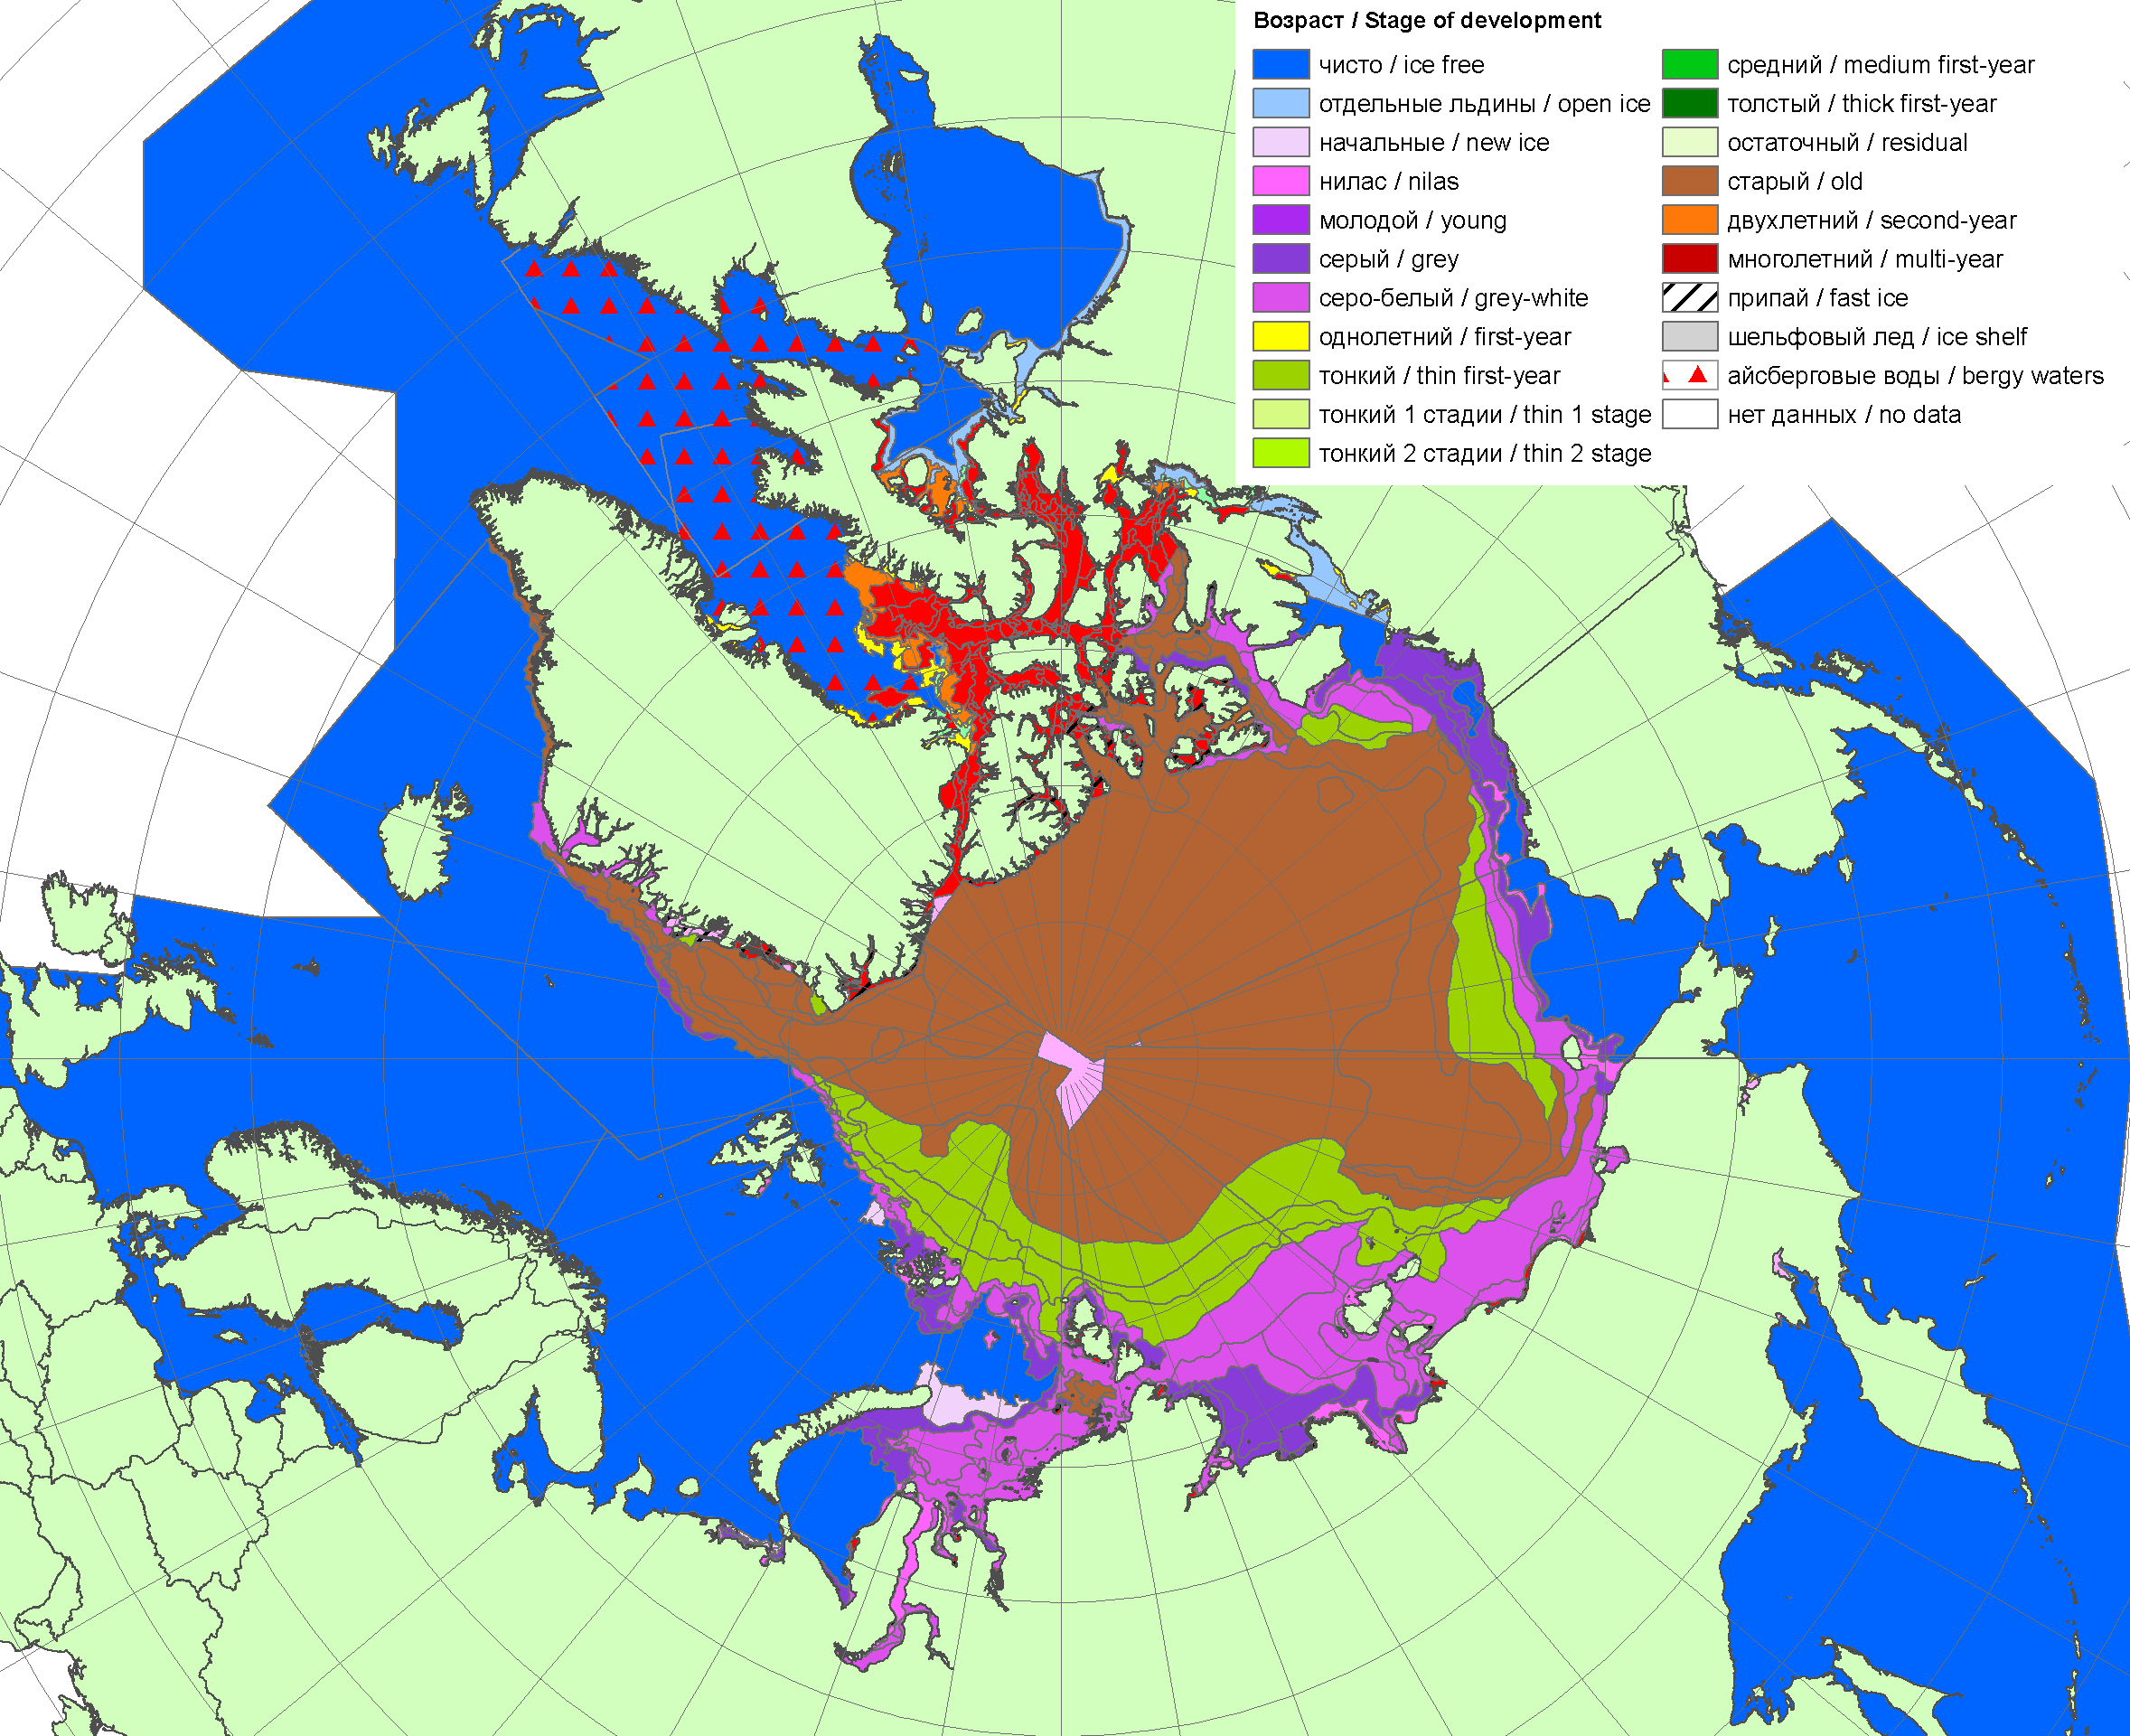 Возраст / Stage of development
чисто / ice free
отдельные льдины / open ice
начальные / new ice
нилас / nilas
молодой / young
серый / grey
серо-белый / grey-white
однолетний / first-year
тонкий / thin first-year
тонкий 1 стадии / thin 1 stage
тонкий 2 стадии / thin 2 stage
средний / medium first-year
толстый / thick first-year
остаточный / residual
старый / old
двухлетний / second-year
многолетний / multi-year
припай / fast ice
шельфовый лед / ice shelf
айсберговые воды / bergy waters
нет данных / no data